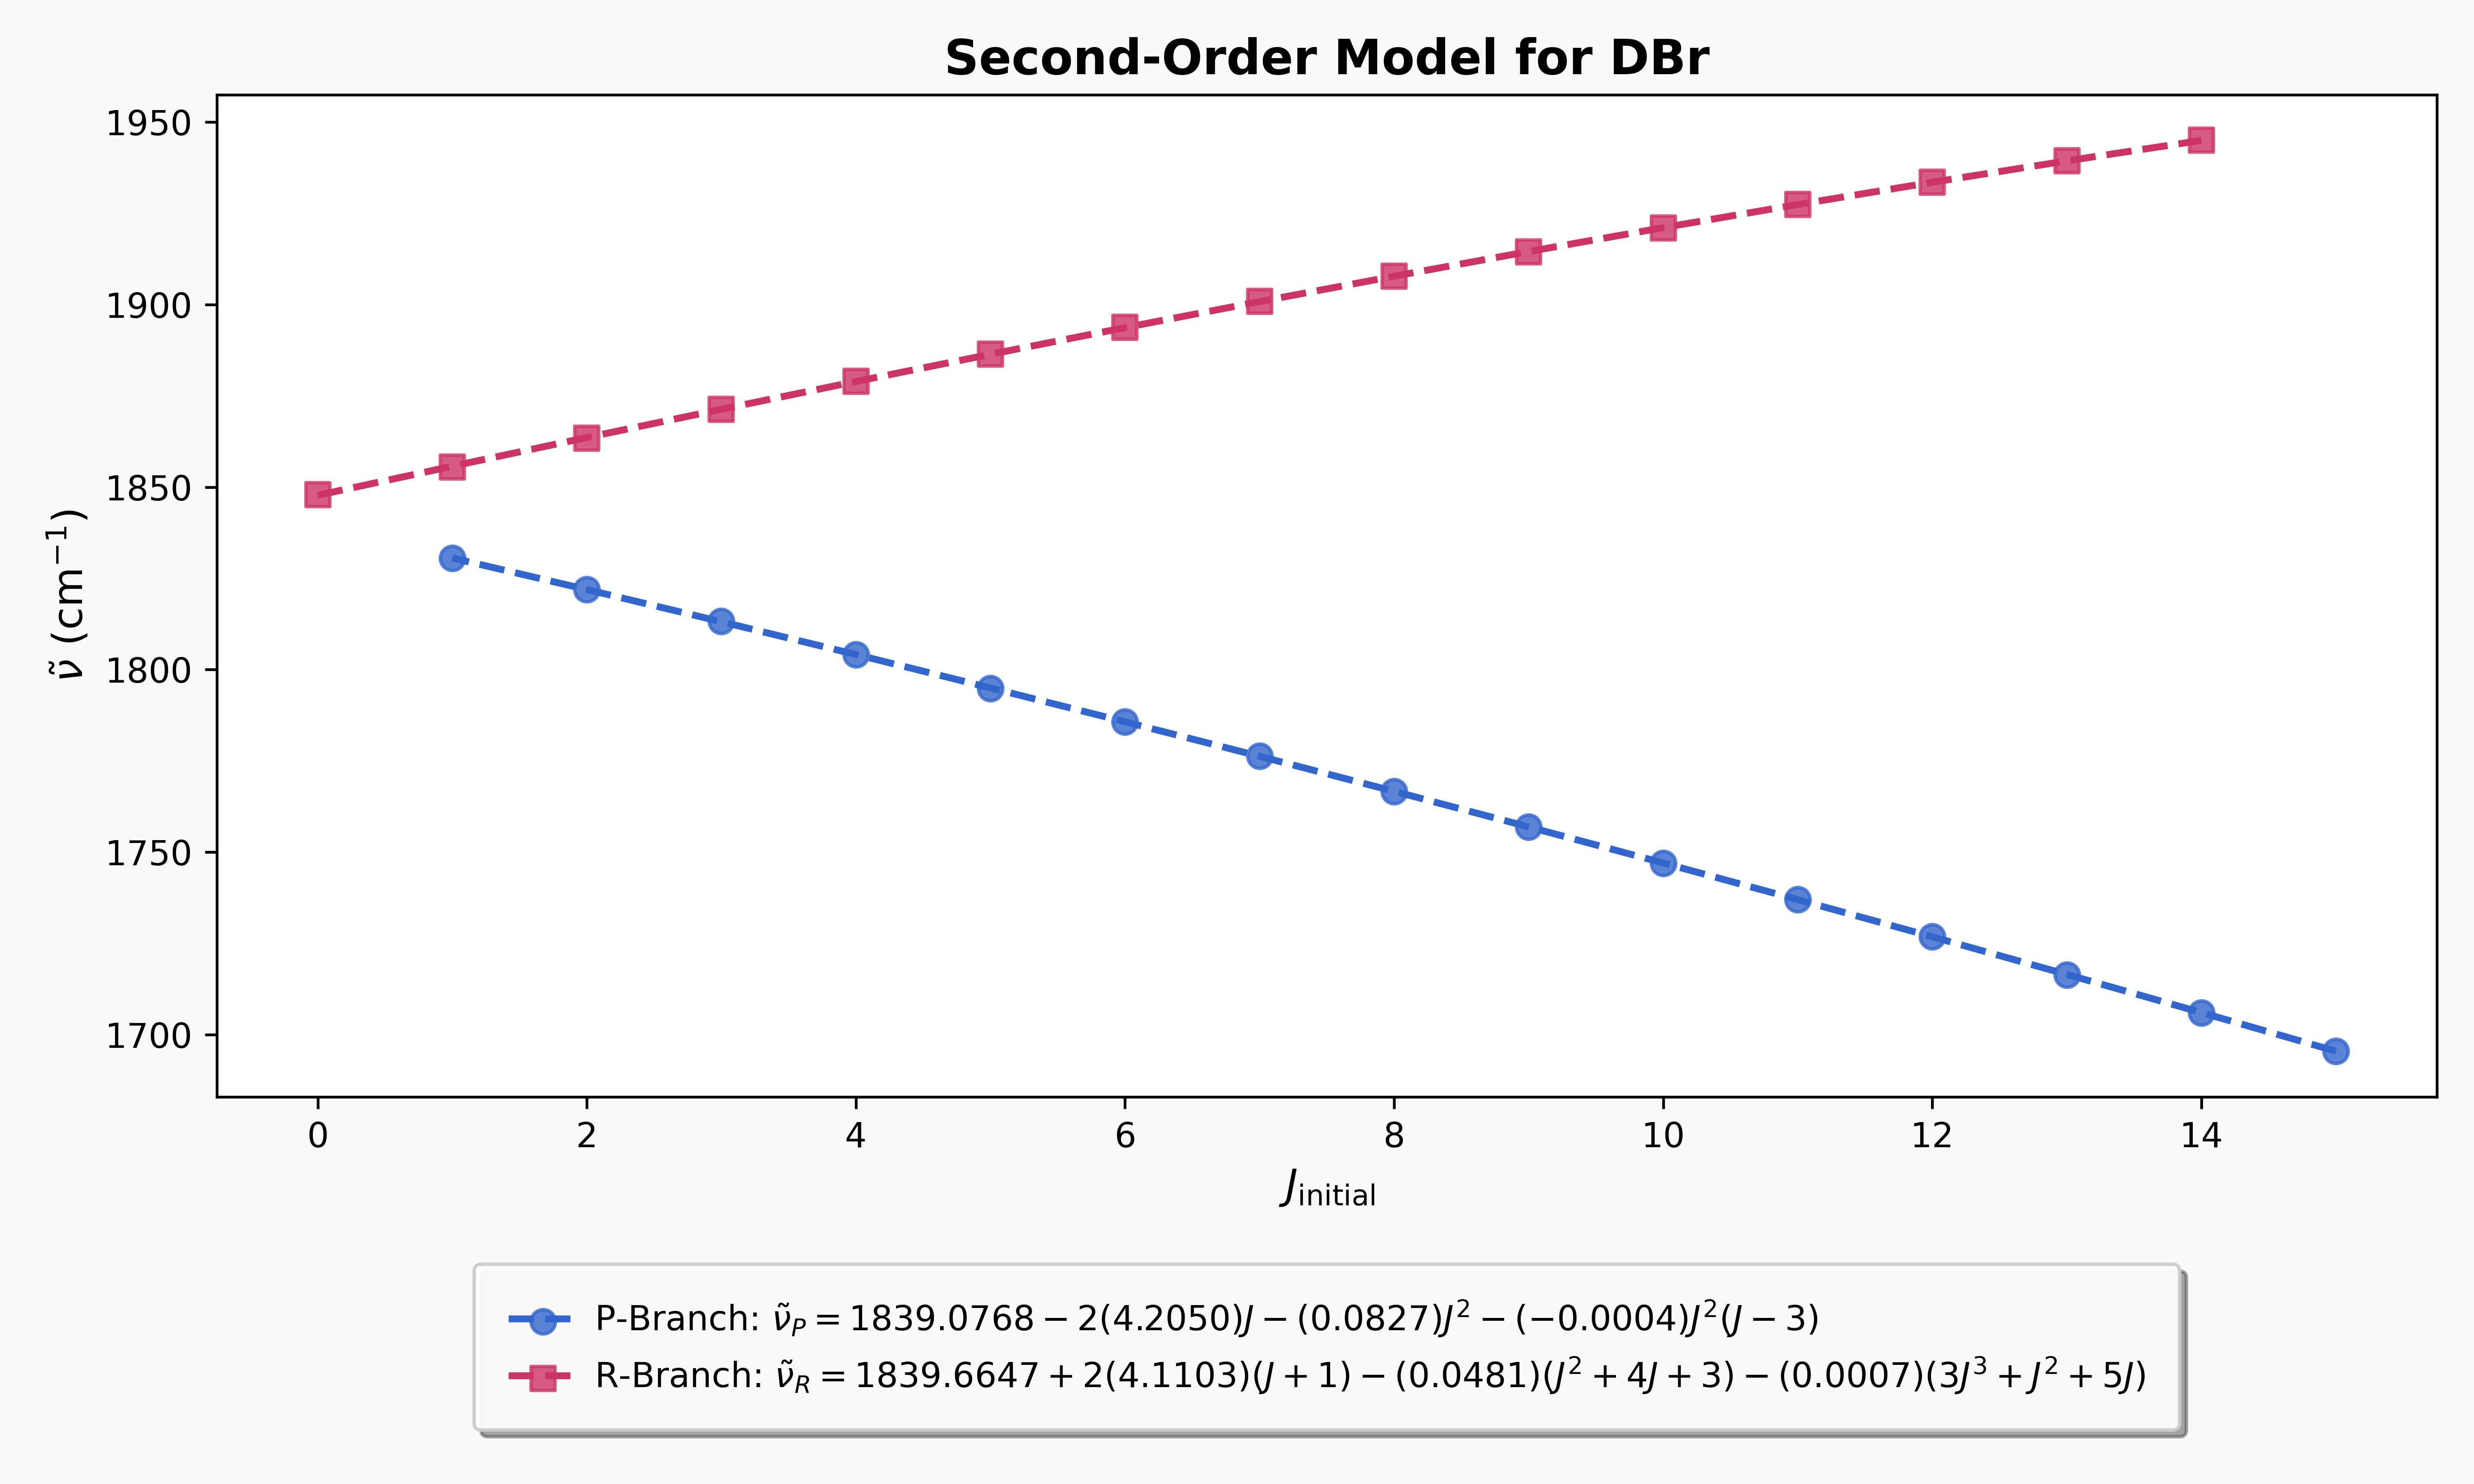 Second-Order Model for DBr
1950
1900
1850
1800
1750
1700
ν̃ (cm⁻¹)
0 2 4 6 8 10 12 14
J_initial
P-Branch: ν̃_P = 1839.0768 − 2(4.2050)J − (0.0827)J² − (−0.0004)J²(J − 3)
R-Branch: ν̃_R = 1839.6647 + 2(4.1103)(J + 1) − (0.0481)(J² + 4J + 3) − (0.0007)(3J³ + J² + 5J)